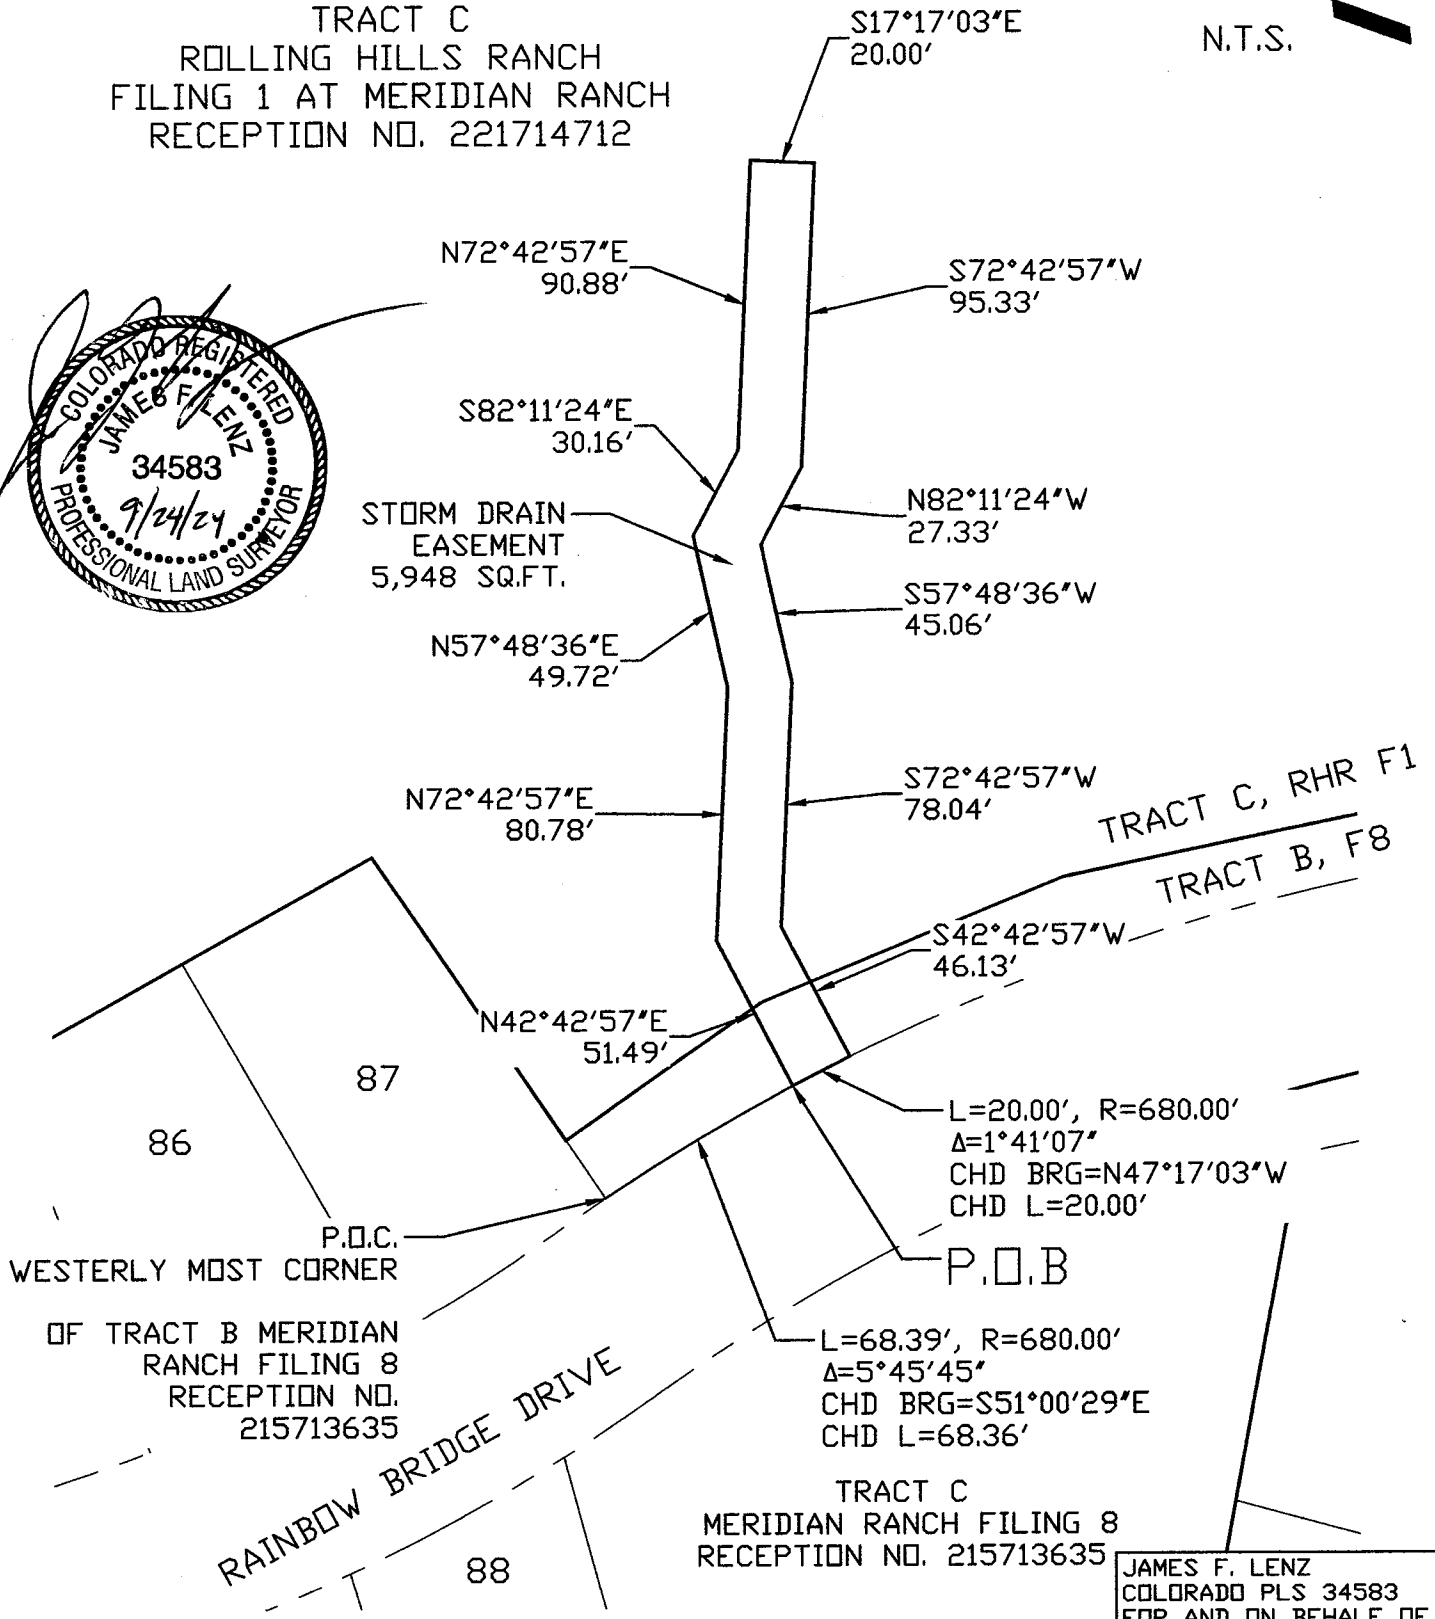 TRACT C
ROLLING HILLS RANCH
FILING 1 AT MERIDIAN RANCH
RECEPTION NO. 221714712
S17°17'03"E
20.00'
N.T.S.
N72°42'57"E
90.88'
S72°42'57"W
95.33'
COLORADO REGISTERED
JAMES F. LENZ
34583
9/24/24
PROFESSIONAL LAND SURVEYOR
S82°11'24"E
30.16'
N82°11'24"W
27.33'
STORM DRAIN
EASEMENT
5,948 SQ.FT.
S57°48'36"W
45.06'
N57°48'36"E
49.72'
N72°42'57"E
80.78'
S72°42'57"W
78.04'
TRACT C, RHR F1
TRACT B, F8
S42°42'57"W
46.13'
N42°42'57"E
51.49'
87
86
L=20.00', R=680.00'
Δ=1°41'07"
CHD BRG=N47°17'03"W
CHD L=20.00'
P.O.C.
WESTERLY MOST CORNER
OF TRACT B MERIDIAN
RANCH FILING 8
RECEPTION NO.
215713635
P.O.B
L=68.39', R=680.00'
Δ=5°45'45"
CHD BRG=S51°00'29"E
CHD L=68.36'
RAINBOW BRIDGE DRIVE
TRACT C
MERIDIAN RANCH FILING 8
RECEPTION NO. 215713635
88
JAMES F. LENZ
COLORADO PLS 34583
FOR AND ON BEHALF OF